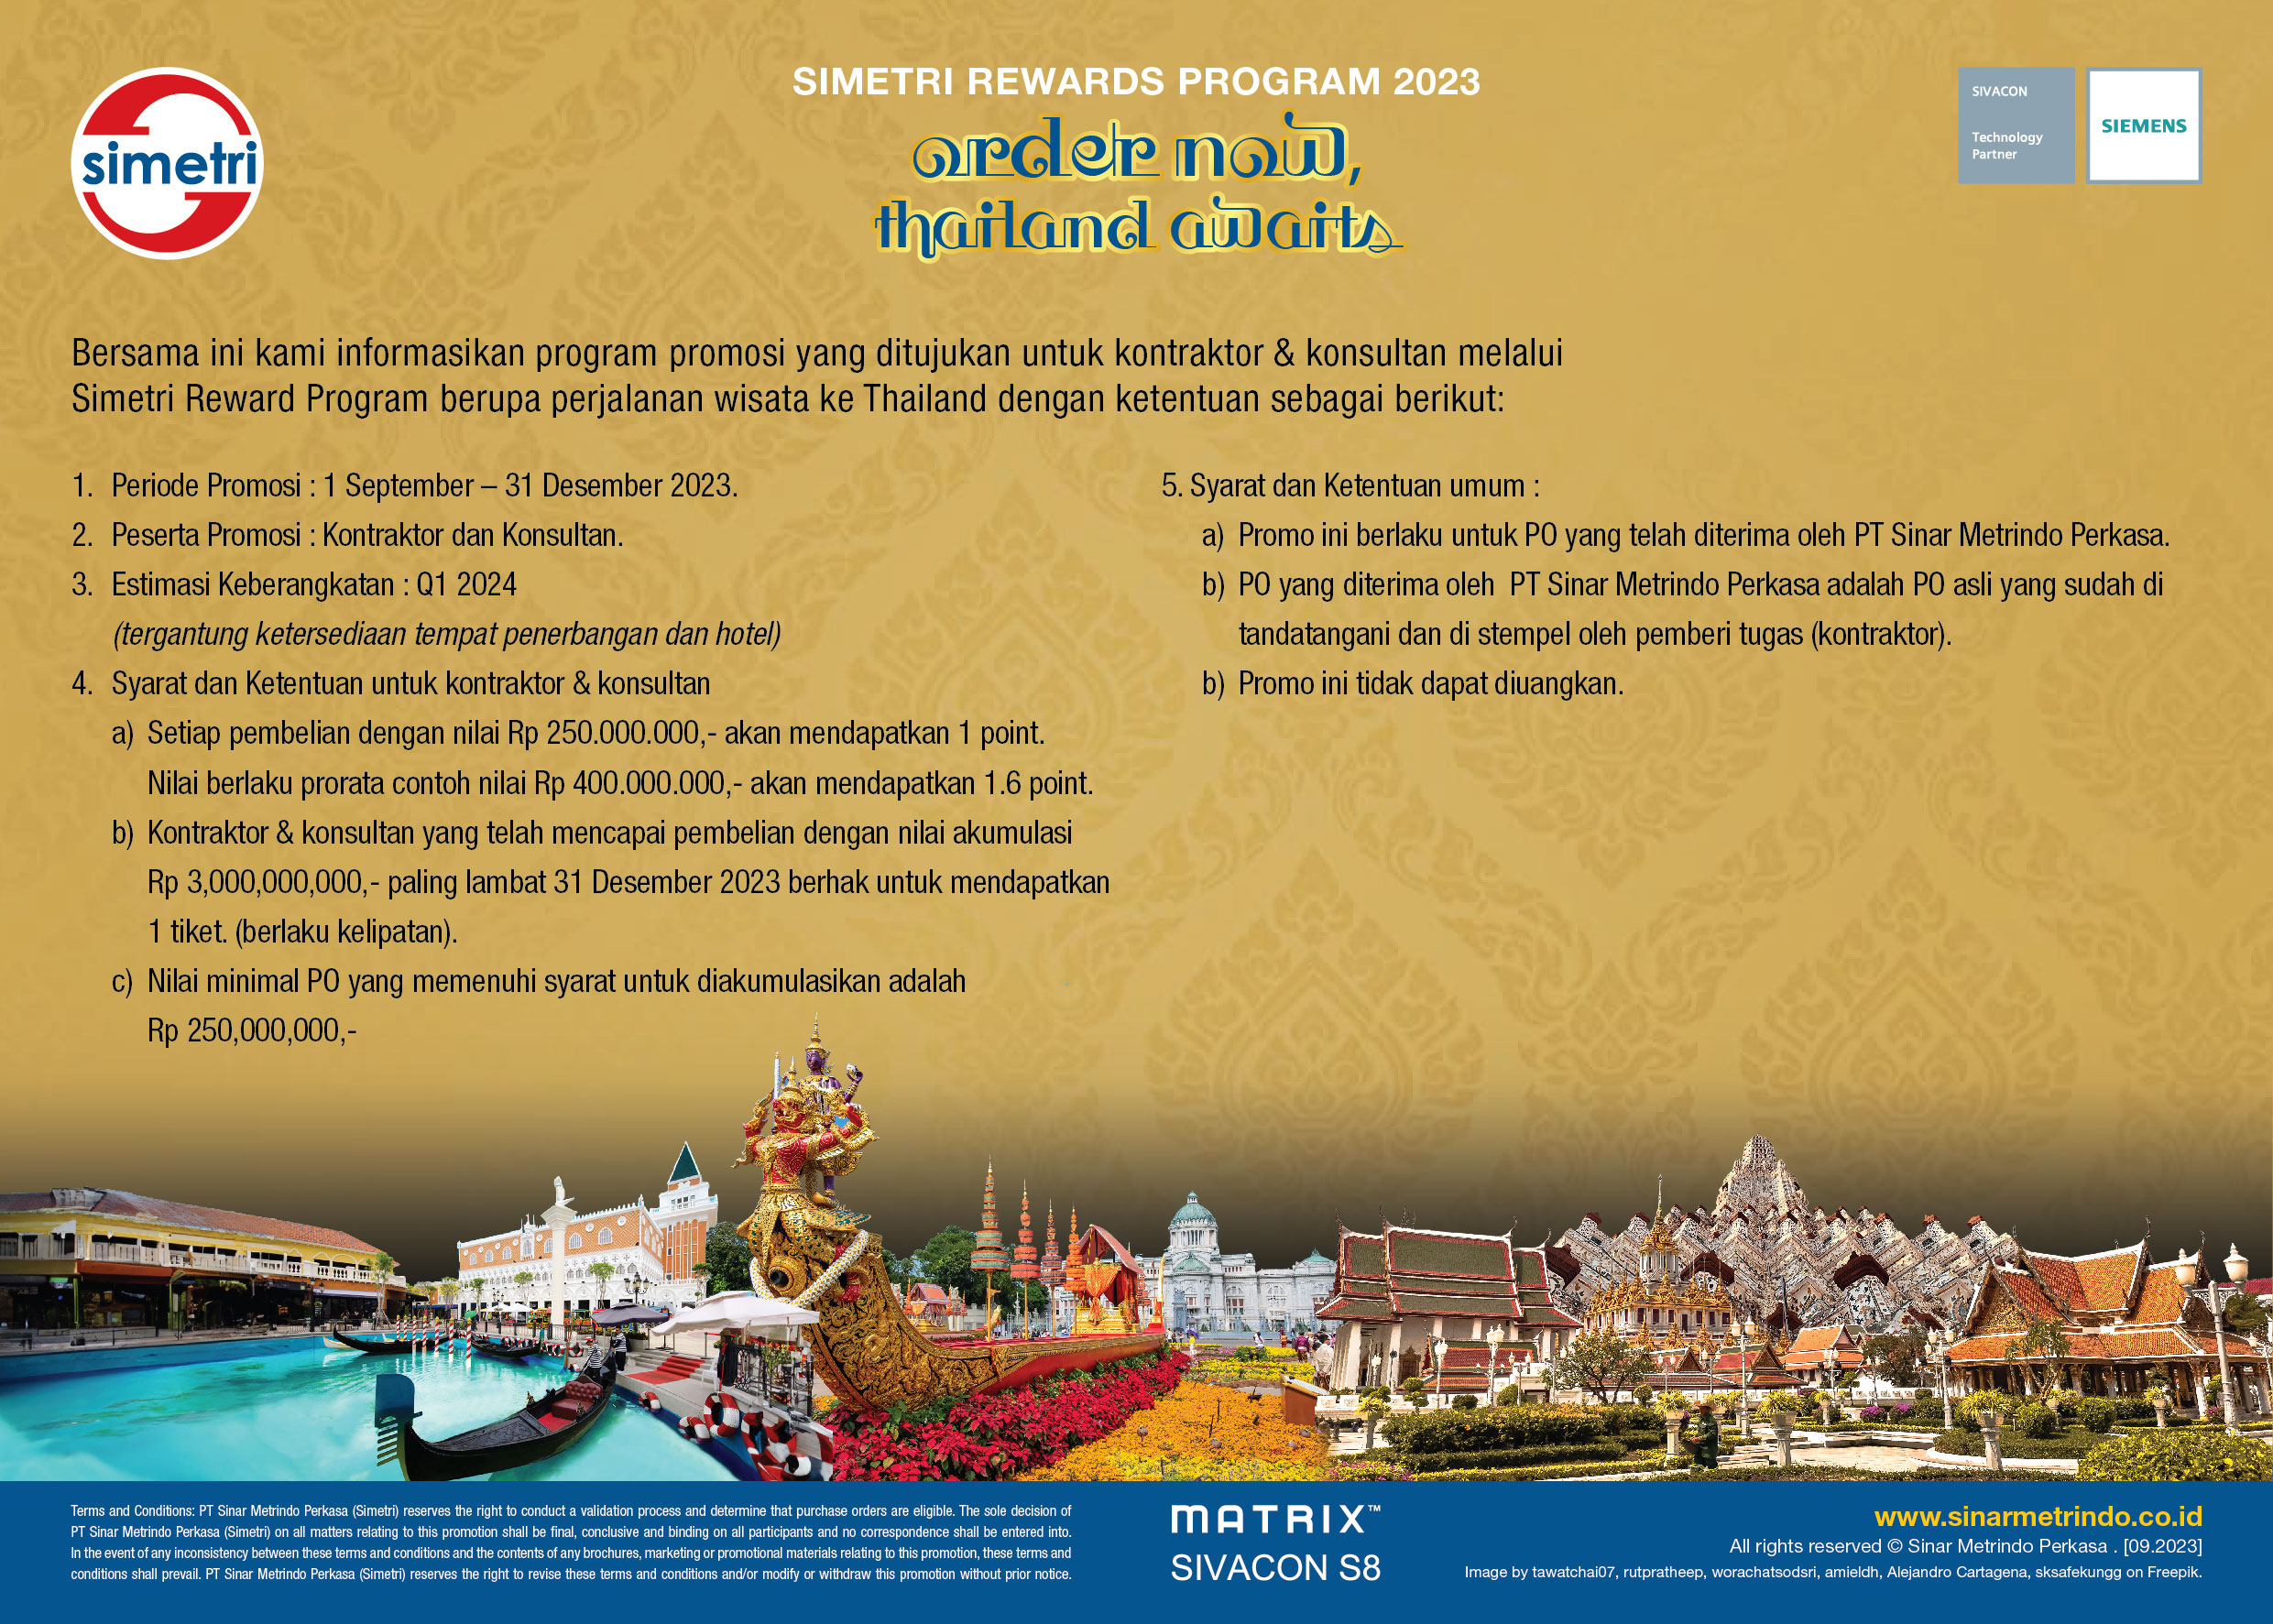 simetri
SIMETRI REWARDS PROGRAM 2023
order now,
thailand awaits
SIVACON
Technology
Partner
SIEMENS
Bersama ini kami informasikan program promosi yang ditujukan untuk kontraktor & konsultan melalui
Simetri Reward Program berupa perjalanan wisata ke Thailand dengan ketentuan sebagai berikut:
1. Periode Promosi : 1 September – 31 Desember 2023.
2. Peserta Promosi : Kontraktor dan Konsultan.
3. Estimasi Keberangkatan : Q1 2024
(tergantung ketersediaan tempat penerbangan dan hotel)
4. Syarat dan Ketentuan untuk kontraktor & konsultan
a) Setiap pembelian dengan nilai Rp 250.000.000,- akan mendapatkan 1 point.
Nilai berlaku prorata contoh nilai Rp 400.000.000,- akan mendapatkan 1.6 point.
b) Kontraktor & konsultan yang telah mencapai pembelian dengan nilai akumulasi
Rp 3,000,000,000,- paling lambat 31 Desember 2023 berhak untuk mendapatkan
1 tiket. (berlaku kelipatan).
c) Nilai minimal PO yang memenuhi syarat untuk diakumulasikan adalah
Rp 250,000,000,-
5. Syarat dan Ketentuan umum :
a) Promo ini berlaku untuk PO yang telah diterima oleh PT Sinar Metrindo Perkasa.
b) PO yang diterima oleh PT Sinar Metrindo Perkasa adalah PO asli yang sudah di
tandatangani dan di stempel oleh pemberi tugas (kontraktor).
b) Promo ini tidak dapat diuangkan.
Terms and Conditions: PT Sinar Metrindo Perkasa (Simetri) reserves the right to conduct a validation process and determine that purchase orders are eligible. The sole decision of
PT Sinar Metrindo Perkasa (Simetri) on all matters relating to this promotion shall be final, conclusive and binding on all participants and no correspondence shall be entered into.
In the event of any inconsistency between these terms and conditions and the contents of any brochures, marketing or promotional materials relating to this promotion, these terms and
conditions shall prevail. PT Sinar Metrindo Perkasa (Simetri) reserves the right to revise these terms and conditions and/or modify or withdraw this promotion without prior notice.
MATRIX™
SIVACON S8
www.sinarmetrindo.co.id
All rights reserved © Sinar Metrindo Perkasa . [09.2023]
Image by tawatchai07, rutpratheep, worachatsodsri, amieldh, Alejandro Cartagena, sksafekungg on Freepik.